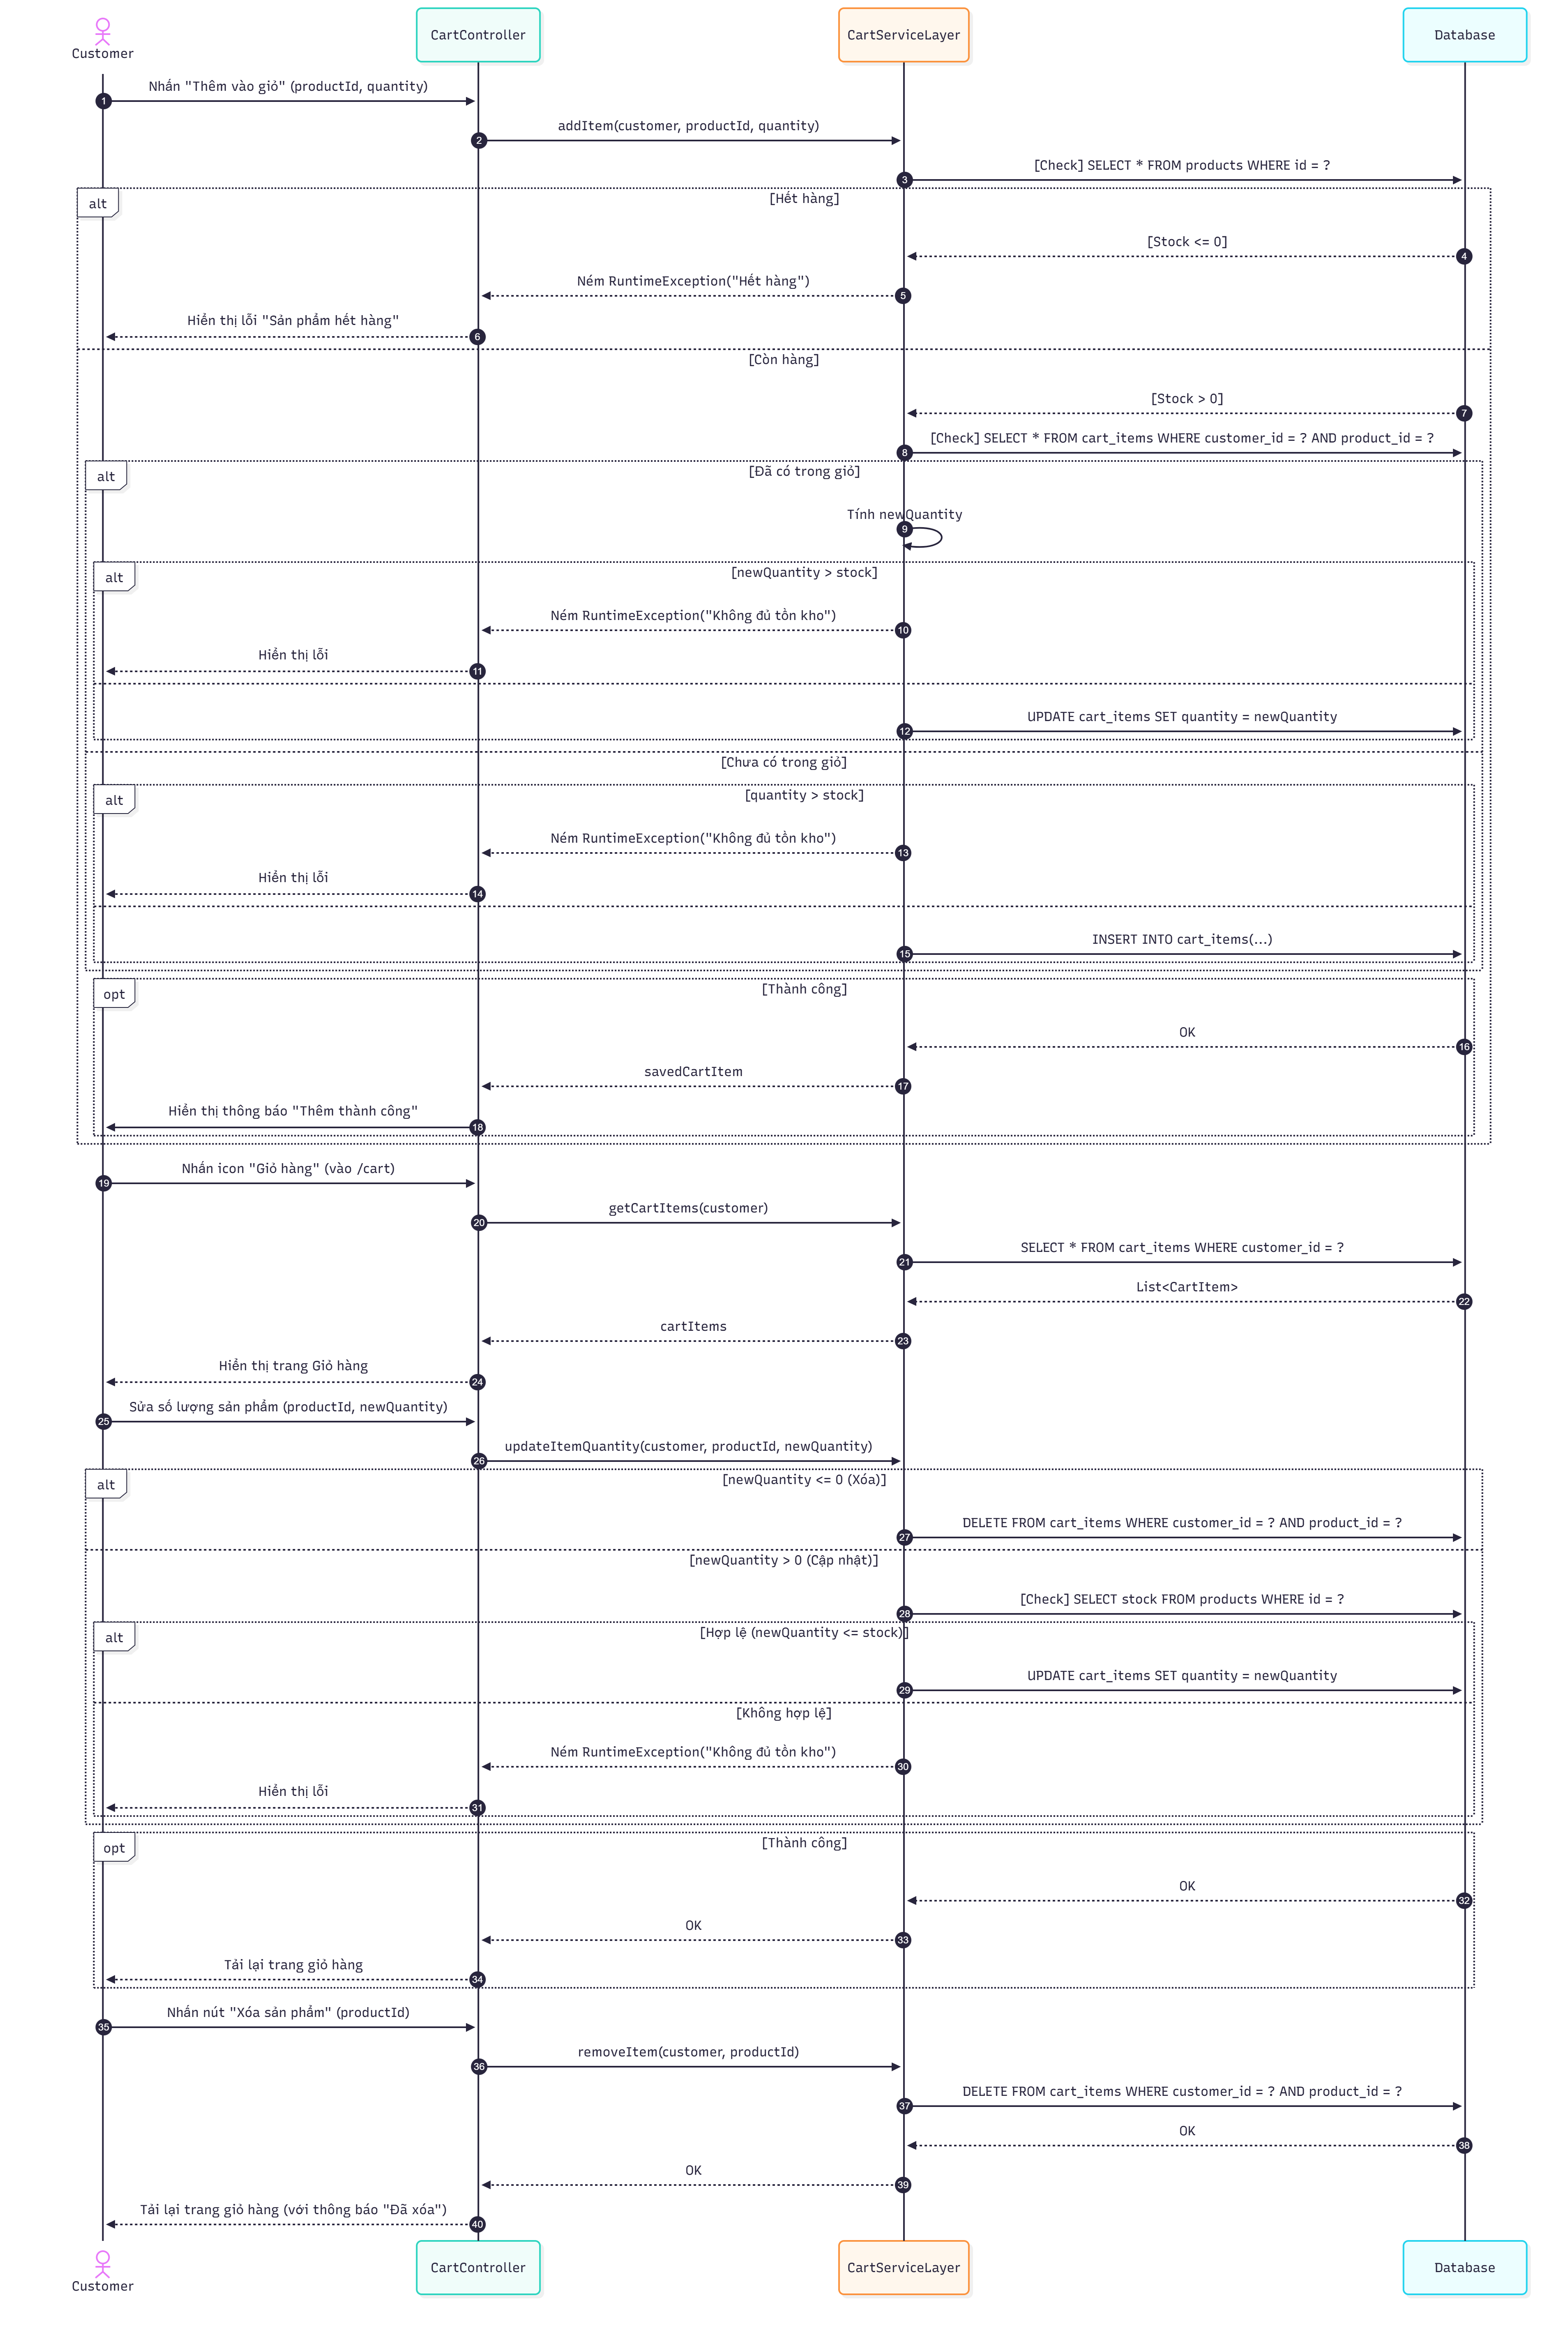 Customer
CartController
CartServiceLayer
Database
Nhấn "Thêm vào giỏ" (productId, quantity)
1
addItem(customer, productId, quantity)
2
[Check] SELECT * FROM products WHERE id = ?
3
alt
[Hết hàng]
[Stock <= 0]
4
Ném RuntimeException("Hết hàng")
5
Hiển thị lỗi "Sản phẩm hết hàng"
6
[Còn hàng]
[Stock > 0]
7
[Check] SELECT * FROM cart_items WHERE customer_id = ? AND product_id = ?
8
alt
[Đã có trong giỏ]
Tính newQuantity
9
alt
[newQuantity > stock]
Ném RuntimeException("Không đủ tồn kho")
10
Hiển thị lỗi
11
UPDATE cart_items SET quantity = newQuantity
12
[Chưa có trong giỏ]
alt
[quantity > stock]
Ném RuntimeException("Không đủ tồn kho")
13
Hiển thị lỗi
14
INSERT INTO cart_items(...)
15
opt
[Thành công]
OK
16
savedCartItem
17
Hiển thị thông báo "Thêm thành công"
18
Nhấn icon "Giỏ hàng" (vào /cart)
19
getCartItems(customer)
20
SELECT * FROM cart_items WHERE customer_id = ?
21
List<CartItem>
22
cartItems
23
Hiển thị trang Giỏ hàng
24
Sửa số lượng sản phẩm (productId, newQuantity)
25
updateItemQuantity(customer, productId, newQuantity)
26
alt
[newQuantity <= 0 (Xóa)]
DELETE FROM cart_items WHERE customer_id = ? AND product_id = ?
27
[newQuantity > 0 (Cập nhật)]
[Check] SELECT stock FROM products WHERE id = ?
28
alt
[Hợp lệ (newQuantity <= stock)]
UPDATE cart_items SET quantity = newQuantity
29
[Không hợp lệ]
Ném RuntimeException("Không đủ tồn kho")
30
Hiển thị lỗi
31
opt
[Thành công]
OK
32
OK
33
Tải lại trang giỏ hàng
34
Nhấn nút "Xóa sản phẩm" (productId)
35
removeItem(customer, productId)
36
DELETE FROM cart_items WHERE customer_id = ? AND product_id = ?
37
OK
38
OK
39
Tải lại trang giỏ hàng (với thông báo "Đã xóa")
40
Customer
CartController
CartServiceLayer
Database